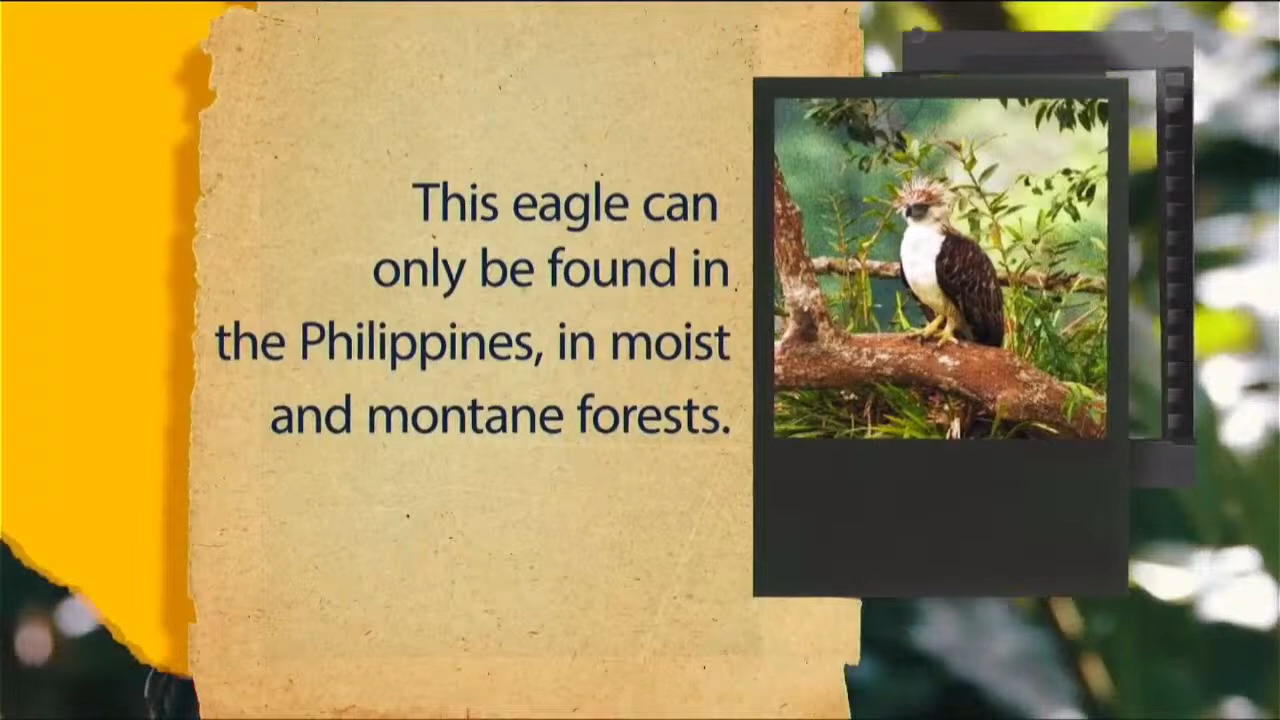 This eagle can
only be found in
the Philippines, in moist
and montane forests.